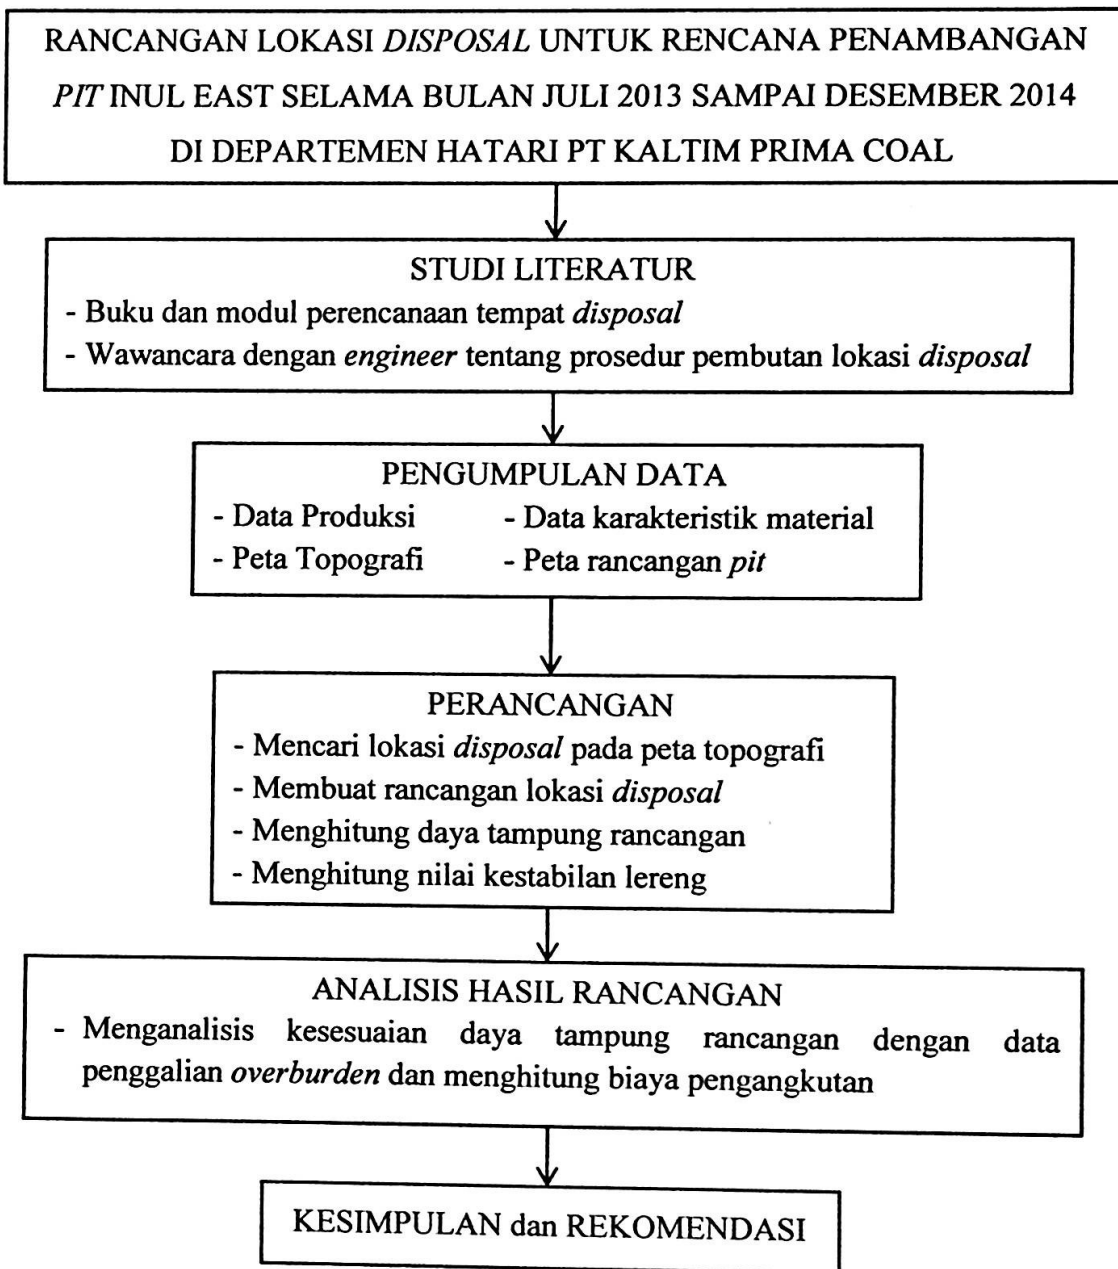 RANCANGAN LOKASI DISPOSAL UNTUK RENCANA PENAMBANGAN
PIT INUL EAST SELAMA BULAN JULI 2013 SAMPAI DESEMBER 2014
DI DEPARTEMEN HATARI PT KALTIM PRIMA COAL
STUDI LITERATUR
- Buku dan modul perencanaan tempat disposal
- Wawancara dengan engineer tentang prosedur pembutan lokasi disposal
PENGUMPULAN DATA
- Data Produksi - Data karakteristik material
- Peta Topografi - Peta rancangan pit
PERANCANGAN
- Mencari lokasi disposal pada peta topografi
- Membuat rancangan lokasi disposal
- Menghitung daya tampung rancangan
- Menghitung nilai kestabilan lereng
ANALISIS HASIL RANCANGAN
- Menganalisis kesesuaian daya tampung rancangan dengan data
penggalian overburden dan menghitung biaya pengangkutan
KESIMPULAN dan REKOMENDASI